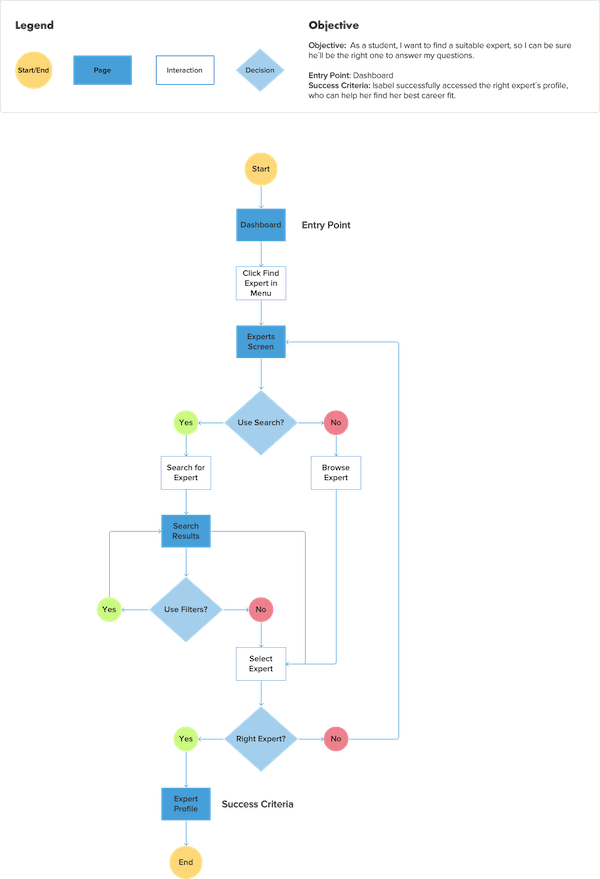 Legend
Start/End
Page
Interaction
Decision
Objective
Objective: As a student, I want to find a suitable expert, so I can be sure
he´ll be the right one to answer my questions.
Entry Point: Dashboard
Success Criteria: Isabel successfully accessed the right expert´s profile,
who can help her find her best career fit.
Start
Dashboard
Entry Point
Click Find
Expert in
Menu
Experts
Screen
Yes
Use Search?
No
Search for
Expert
Browse
Expert
Search
Results
Yes
Use Filters?
No
Select
Expert
Yes
Right Expert?
No
Expert
Profile
Success Criteria
End